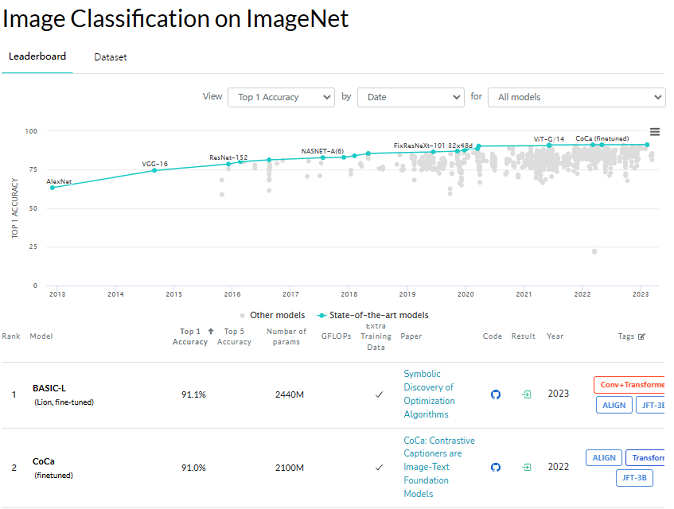 Image Classification on ImageNet
Leaderboard Dataset
View Top 1 Accuracy by Date for All models
TOP 1 ACCURACY
100
75
50
25
0
AlexNet
VGG-16
ResNet-152
NASNET-A(6)
FixResNeXt-101 32x48d
ViT-G/14
CoCa (finetuned)
2013 2014 2015 2016 2017 2018 2019 2020 2021 2022 2023
Other models State-of-the-art models
Rank Model Top 1 Accuracy Top 5 Accuracy Number of params GFLOPs Extra Training Data Paper Code Result Year Tags
1 BASIC-L (Lion, fine-tuned) 91.1% 2440M ✓ Symbolic Discovery of Optimization Algorithms 2023 Conv+Transforme ALIGN JFT-3B
2 CoCa (finetuned) 91.0% 2100M ✓ CoCa: Contrastive Captioners are Image-Text Foundation Models 2022 ALIGN Transform JFT-3B